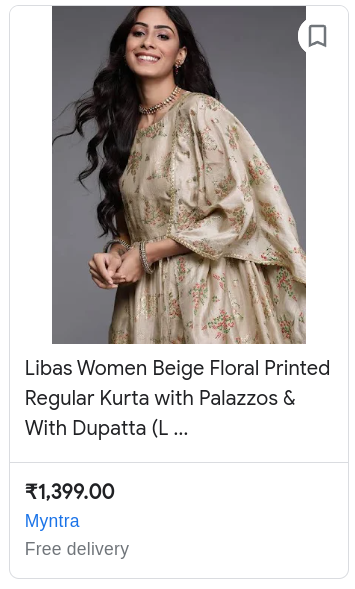 Libas Women Beige Floral Printed
Regular Kurta with Palazzos &
With Dupatta (L ...
₹1,399.00
Myntra
Free delivery